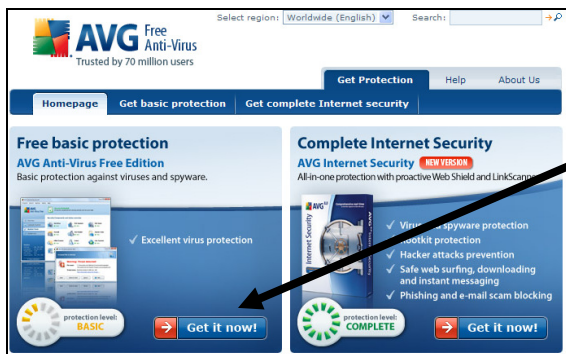 Select region: Worldwide (English) Search:
AVG Free
Anti-Virus
Trusted by 70 million users
Get Protection Help About Us
Homepage Get basic protection Get complete Internet security
Free basic protection
AVG Anti-Virus Free Edition
Basic protection against viruses and spyware.
Excellent virus protection
protection level:
BASIC
Get it now!
Complete Internet Security
AVG Internet Security NEW VERSION
All-in-one protection with proactive Web Shield and LinkScanner
AVG
Internet Security
spyware protection
Rootkit protection
Hacker attacks prevention
Safe web surfing, downloading
and instant messaging
Phishing and e-mail scam blocking
protection level:
COMPLETE
Get it now!